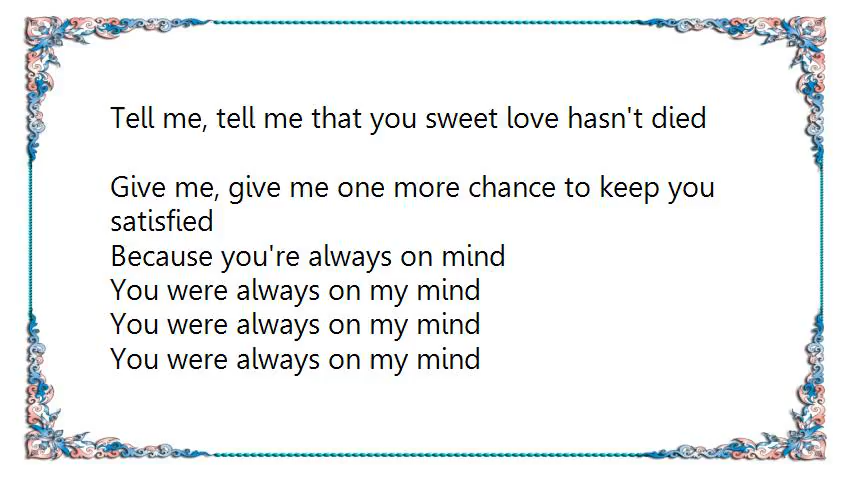 Tell me, tell me that you sweet love hasn't died
Give me, give me one more chance to keep you
satisfied
Because you're always on mind
You were always on my mind
You were always on my mind
You were always on my mind